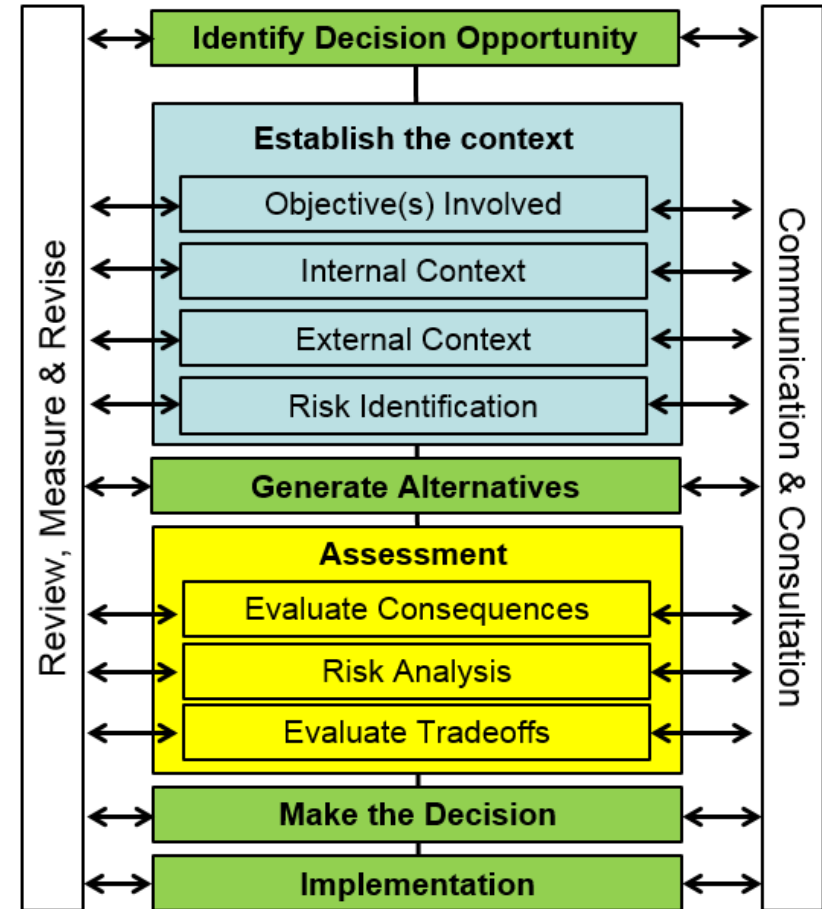 Identify Decision Opportunity
Establish the context
Objective(s) Involved
Internal Context
External Context
Risk Identification
Generate Alternatives
Assessment
Evaluate Consequences
Risk Analysis
Evaluate Tradeoffs
Make the Decision
Implementation
Review, Measure & Revise
Communication & Consultation